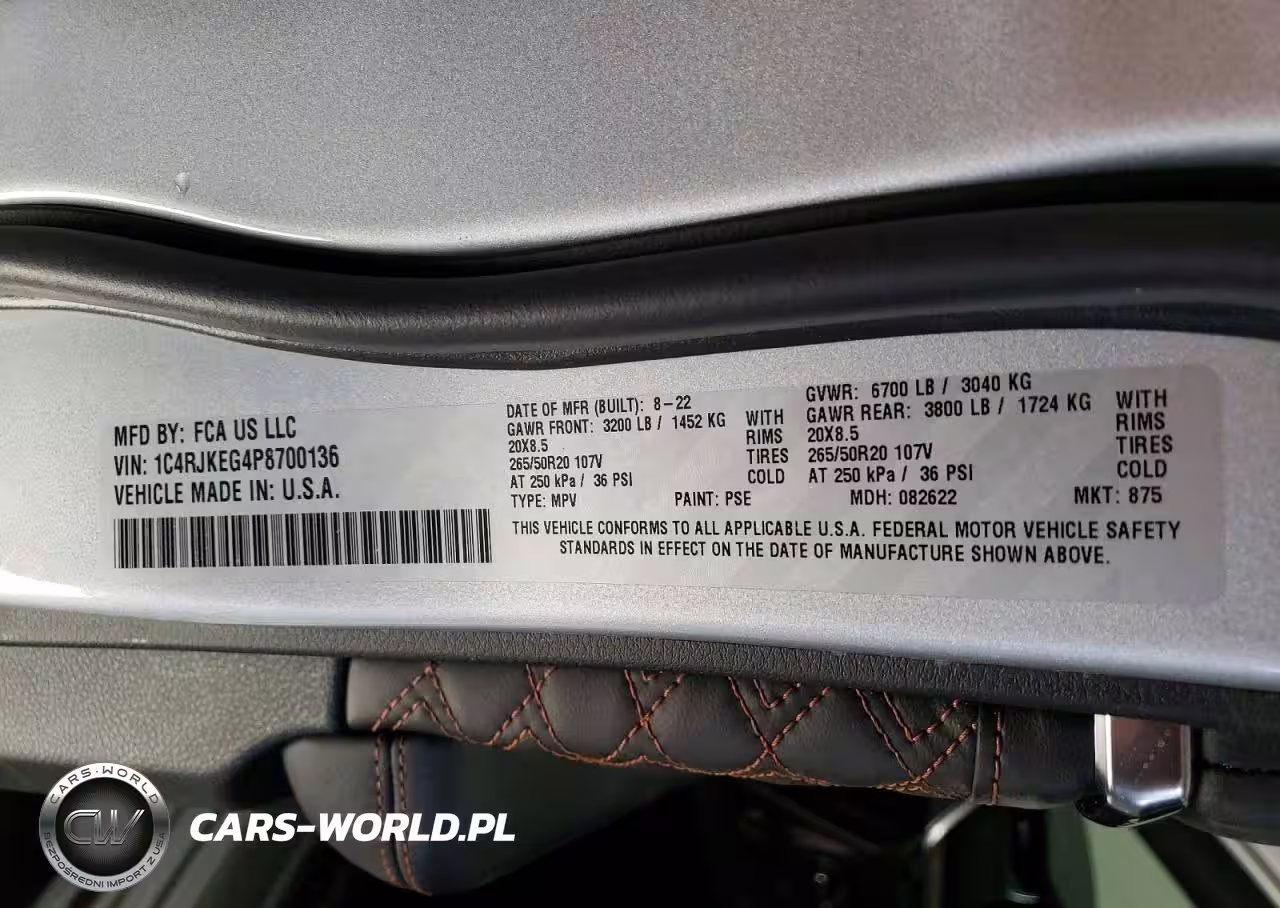 MFD BY: FCA US LLC
VIN: 1C4RJKEG4P8700136
VEHICLE MADE IN: U.S.A.
DATE OF MFR (BUILT): 8-22
GAWR FRONT: 3200 LB / 1452 KG WITH
20X8.5 RIMS
265/50R20 107V TIRES
AT 250 kPa / 36 PSI COLD
GVWR: 6700 LB / 3040 KG
GAWR REAR: 3800 LB / 1724 KG WITH
20X8.5 RIMS
265/50R20 107V TIRES
AT 250 kPa / 36 PSI COLD
TYPE: MPV PAINT: PSE MDH: 082622 MKT: 875
THIS VEHICLE CONFORMS TO ALL APPLICABLE U.S.A. FEDERAL MOTOR VEHICLE SAFETY
STANDARDS IN EFFECT ON THE DATE OF MANUFACTURE SHOWN ABOVE.
CARS-WORLD
CW
BEZPOŚREDNI IMPORT Z USA
CARS-WORLD.PL